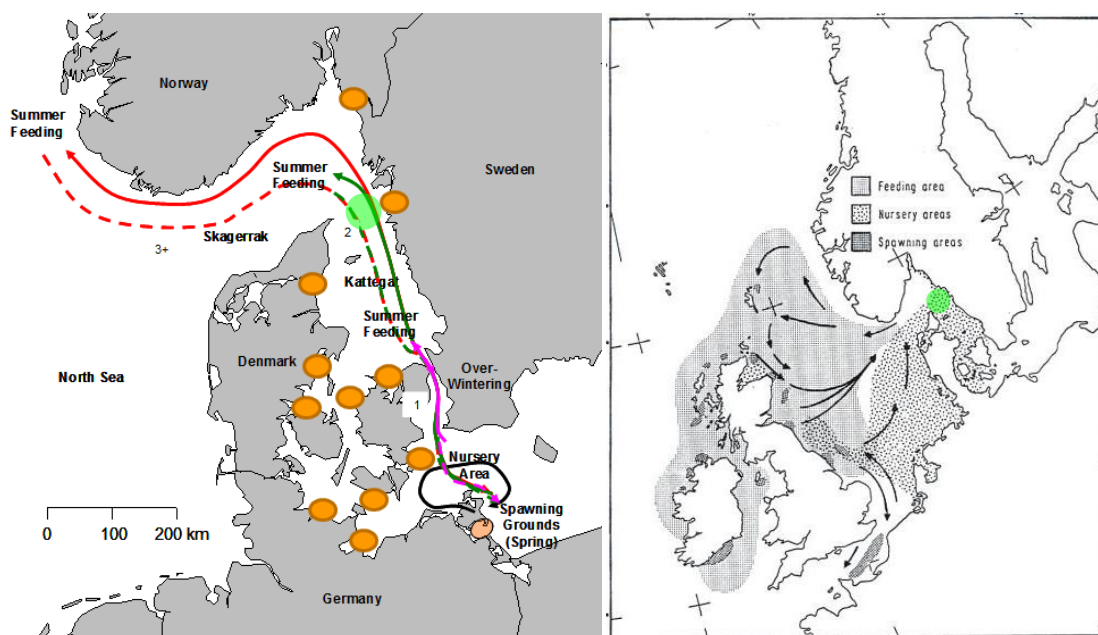 Norway
Summer
Feeding
Summer
Feeding
Sweden
Skagerrak
3+
2
Kattegat
Summer
Feeding
Denmark
North Sea
Over-
Wintering
1
Nursery
Area
Spawning
Grounds
(Spring)
0 100 200 km
Germany
Feeding area
Nursery areas
Spawning areas